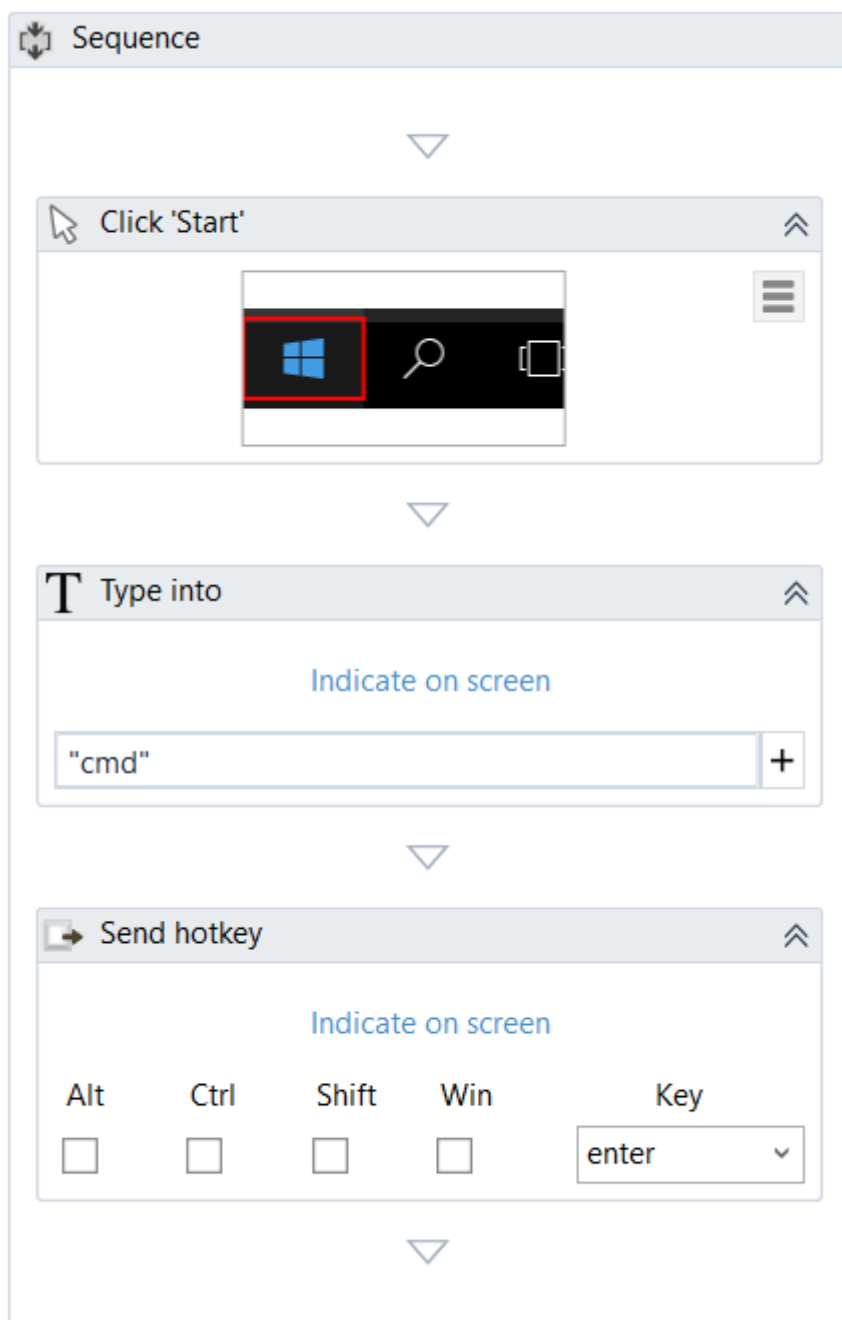 Sequence
Click 'Start'
Type into
Indicate on screen
"cmd"
+
Send hotkey
Indicate on screen
Alt Ctrl Shift Win Key
enter